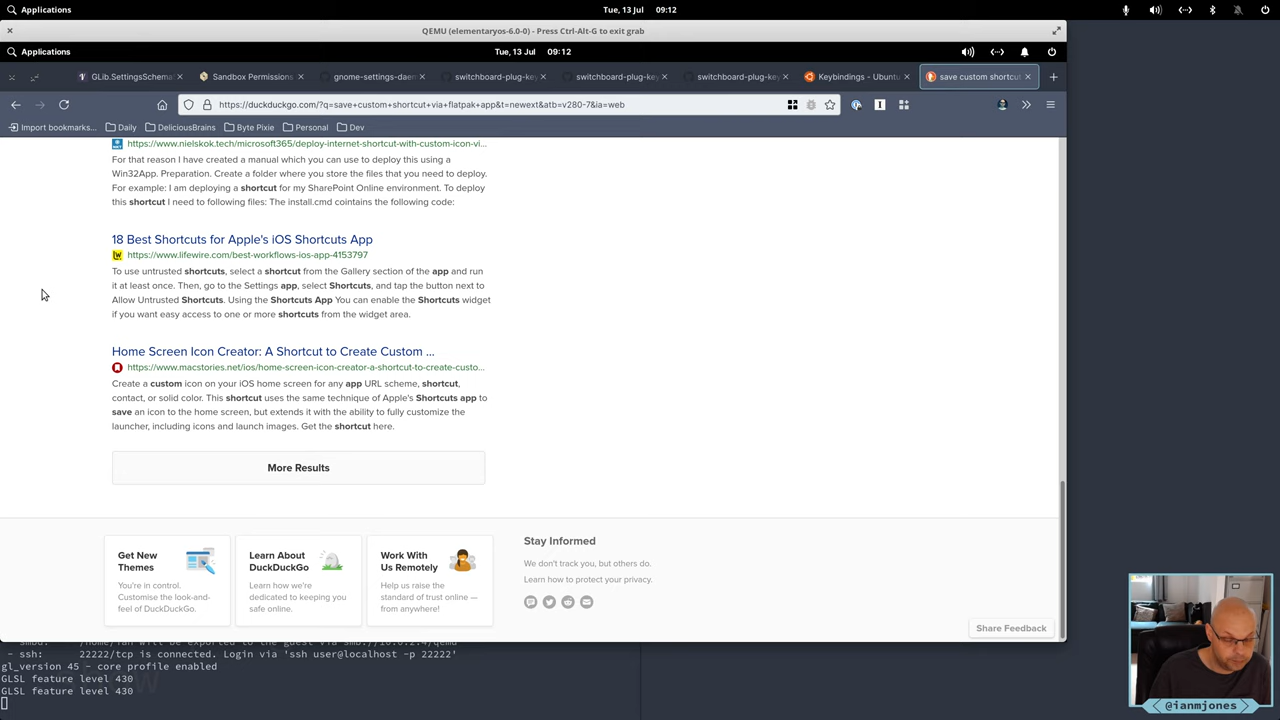 Applications
Tue, 13 Jul 09:12
QEMU (elementaryos-6.0-0) - Press Ctrl-Alt-G to exit grab
Applications
Tue, 13 Jul 09:12
GLib.SettingsSchema
Sandbox Permissions
gnome-settings-daem
switchboard-plug-key
switchboard-plug-key
switchboard-plug-key
Keybindings - Ubuntu
save custom shortcut
https://duckduckgo.com/?q=save+custom+shortcut+via+flatpak+app&t=newext&atb=v280-7&ia=web
Import bookmarks...
Daily
DeliciousBrains
Byte Pixie
Personal
Dev
https://www.nielskok.tech/microsoft365/deploy-internet-shortcut-with-custom-icon-vi...
For that reason I have created a manual which you can use to deploy this using a
Win32App. Preparation. Create a folder where you store the files that you need to deploy.
For example: I am deploying a shortcut for my SharePoint Online environment. To deploy
this shortcut I need to following files: The install.cmd cointains the following code:
18 Best Shortcuts for Apple's iOS Shortcuts App
https://www.lifewire.com/best-workflows-ios-app-4153797
To use untrusted shortcuts, select a shortcut from the Gallery section of the app and run
it at least once. Then, go to the Settings app, select Shortcuts, and tap the button next to
Allow Untrusted Shortcuts. Using the Shortcuts App You can enable the Shortcuts widget
if you want easy access to one or more shortcuts from the widget area.
Home Screen Icon Creator: A Shortcut to Create Custom ...
https://www.macstories.net/ios/home-screen-icon-creator-a-shortcut-to-create-custo...
Create a custom icon on your iOS home screen for any app URL scheme, shortcut,
contact, or solid color. This shortcut uses the same technique of Apple's Shortcuts app to
save an icon to the home screen, but extends it with the ability to fully customize the
launcher, including icons and launch images. Get the shortcut here.
More Results
Get New
Themes
You're in control.
Customise the look-and-
feel of DuckDuckGo.
Learn About
DuckDuckGo
Learn how we're
dedicated to keeping you
safe online.
Work With
Us Remotely
Help us raise the
standard of trust online —
from anywhere!
Stay Informed
We don't track you, but others do.
Learn how to protect your privacy.
Share Feedback
- ssh: 22222/tcp is connected. Login via 'ssh user@localhost -p 22222'
gl_version 45 - core profile enabled
GLSL feature level 430
GLSL feature level 430
@ianmjones